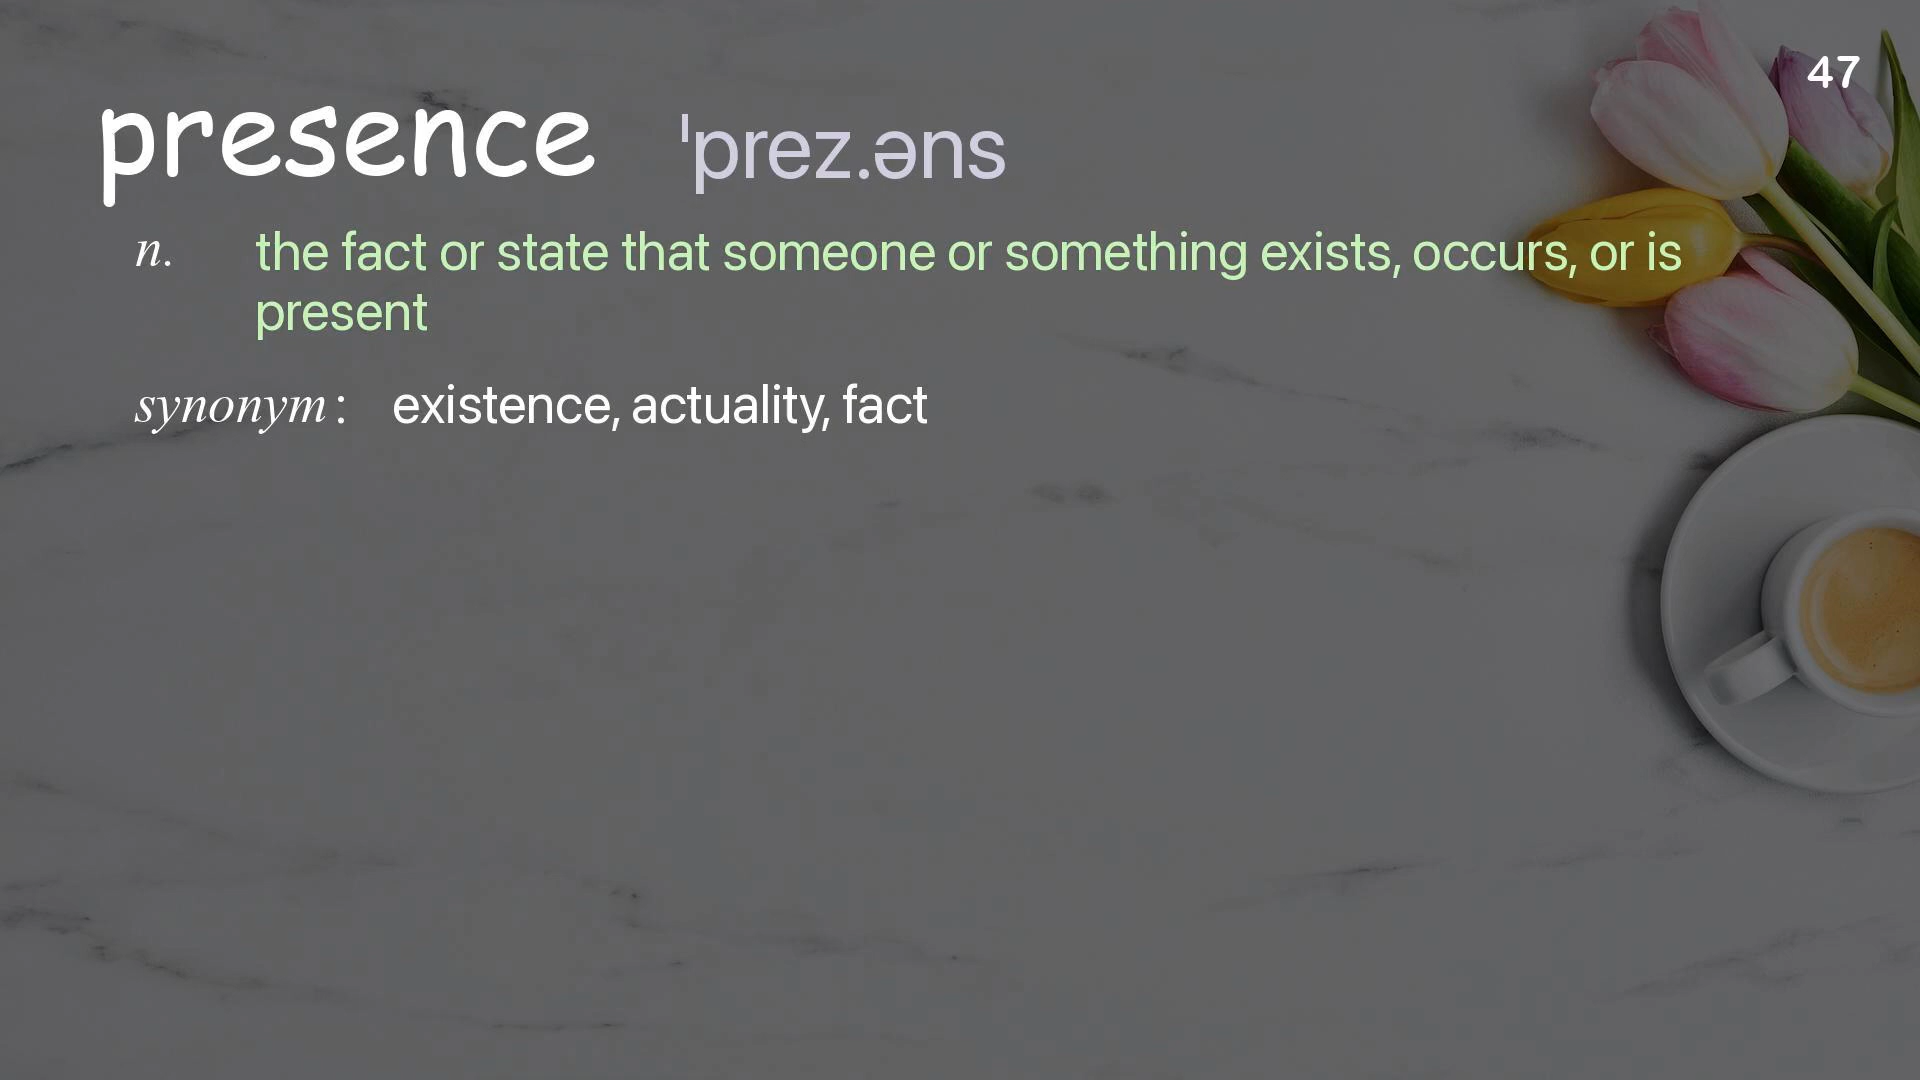 47
presence ˈprez.əns
n. the fact or state that someone or something exists, occurs, or is
present
synonym: existence, actuality, fact